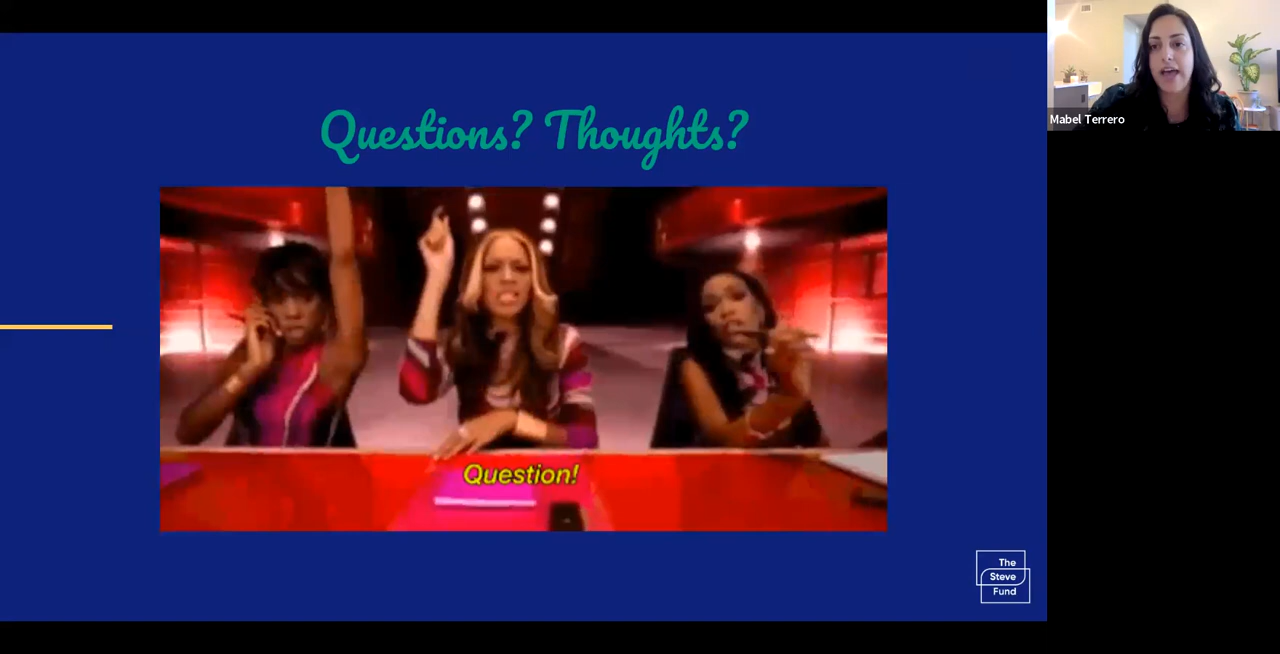 Questions? Thoughts?
Mabel Terrero
Question!
The
Steve
Fund